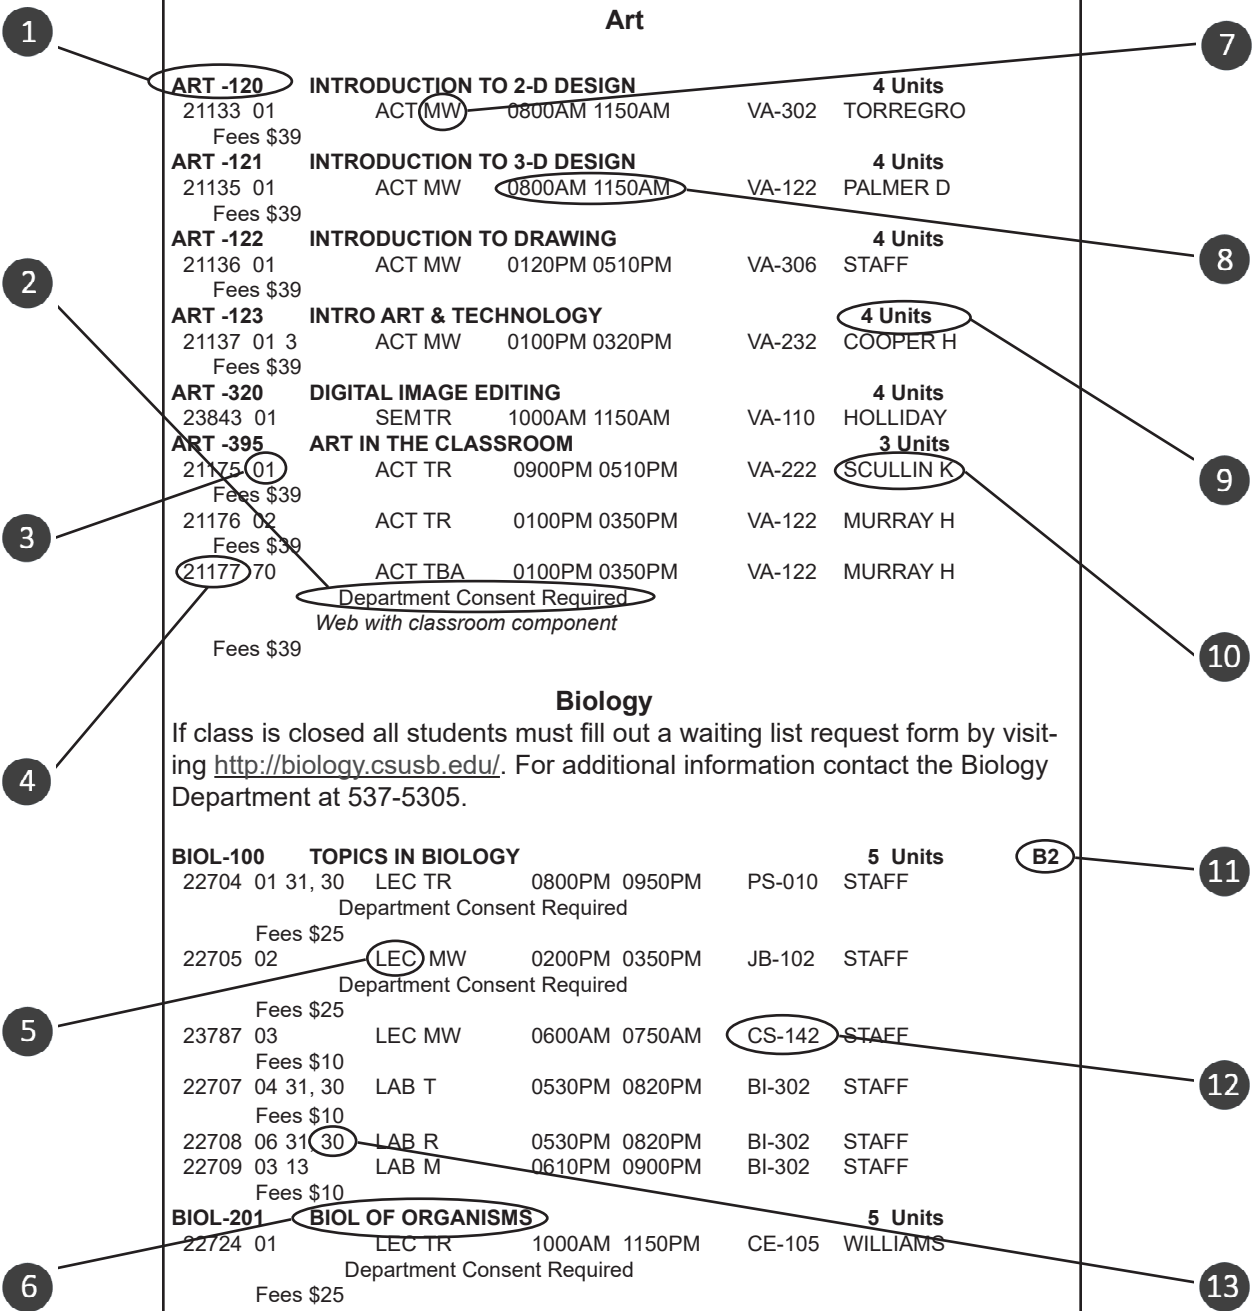 Art
1
7
ART -120 INTRODUCTION TO 2-D DESIGN 4 Units
21133 01 ACT MW 0800AM 1150AM VA-302 TORREGRO
Fees $39
ART -121 INTRODUCTION TO 3-D DESIGN 4 Units
21135 01 ACT MW 0800AM 1150AM VA-122 PALMER D
Fees $39
ART -122 INTRODUCTION TO DRAWING 4 Units
21136 01 ACT MW 0120PM 0510PM VA-306 STAFF
8
2
Fees $39
ART -123 INTRO ART & TECHNOLOGY 4 Units
21137 01 3 ACT MW 0100PM 0320PM VA-232 COOPER H
Fees $39
ART -320 DIGITAL IMAGE EDITING 4 Units
23843 01 SEM TR 1000AM 1150AM VA-110 HOLLIDAY
ART -395 ART IN THE CLASSROOM 3 Units
21175 01 ACT TR 0900PM 0510PM VA-222 SCULLIN K
9
Fees $39
21176 02 ACT TR 0100PM 0350PM VA-122 MURRAY H
3
Fees $39
21177 70 ACT TBA 0100PM 0350PM VA-122 MURRAY H
Department Consent Required
Web with classroom component
Fees $39
10
Biology
If class is closed all students must fill out a waiting list request form by visit-
ing http://biology.csusb.edu/. For additional information contact the Biology
4
Department at 537-5305.
BIOL-100 TOPICS IN BIOLOGY 5 Units B2
11
22704 01 31, 30 LEC TR 0800PM 0950PM PS-010 STAFF
Department Consent Required
Fees $25
22705 02 LEC MW 0200PM 0350PM JB-102 STAFF
Department Consent Required
Fees $25
5
23787 03 LEC MW 0600AM 0750AM CS-142 STAFF
Fees $10
22707 04 31, 30 LAB T 0530PM 0820PM BI-302 STAFF
12
Fees $10
22708 06 31, 30 LAB R 0530PM 0820PM BI-302 STAFF
22709 03 13 LAB M 0610PM 0900PM BI-302 STAFF
Fees $10
BIOL-201 BIOL OF ORGANISMS 5 Units
22724 01 LEC TR 1000AM 1150PM CE-105 WILLIAMS
Department Consent Required
6
13
Fees $25